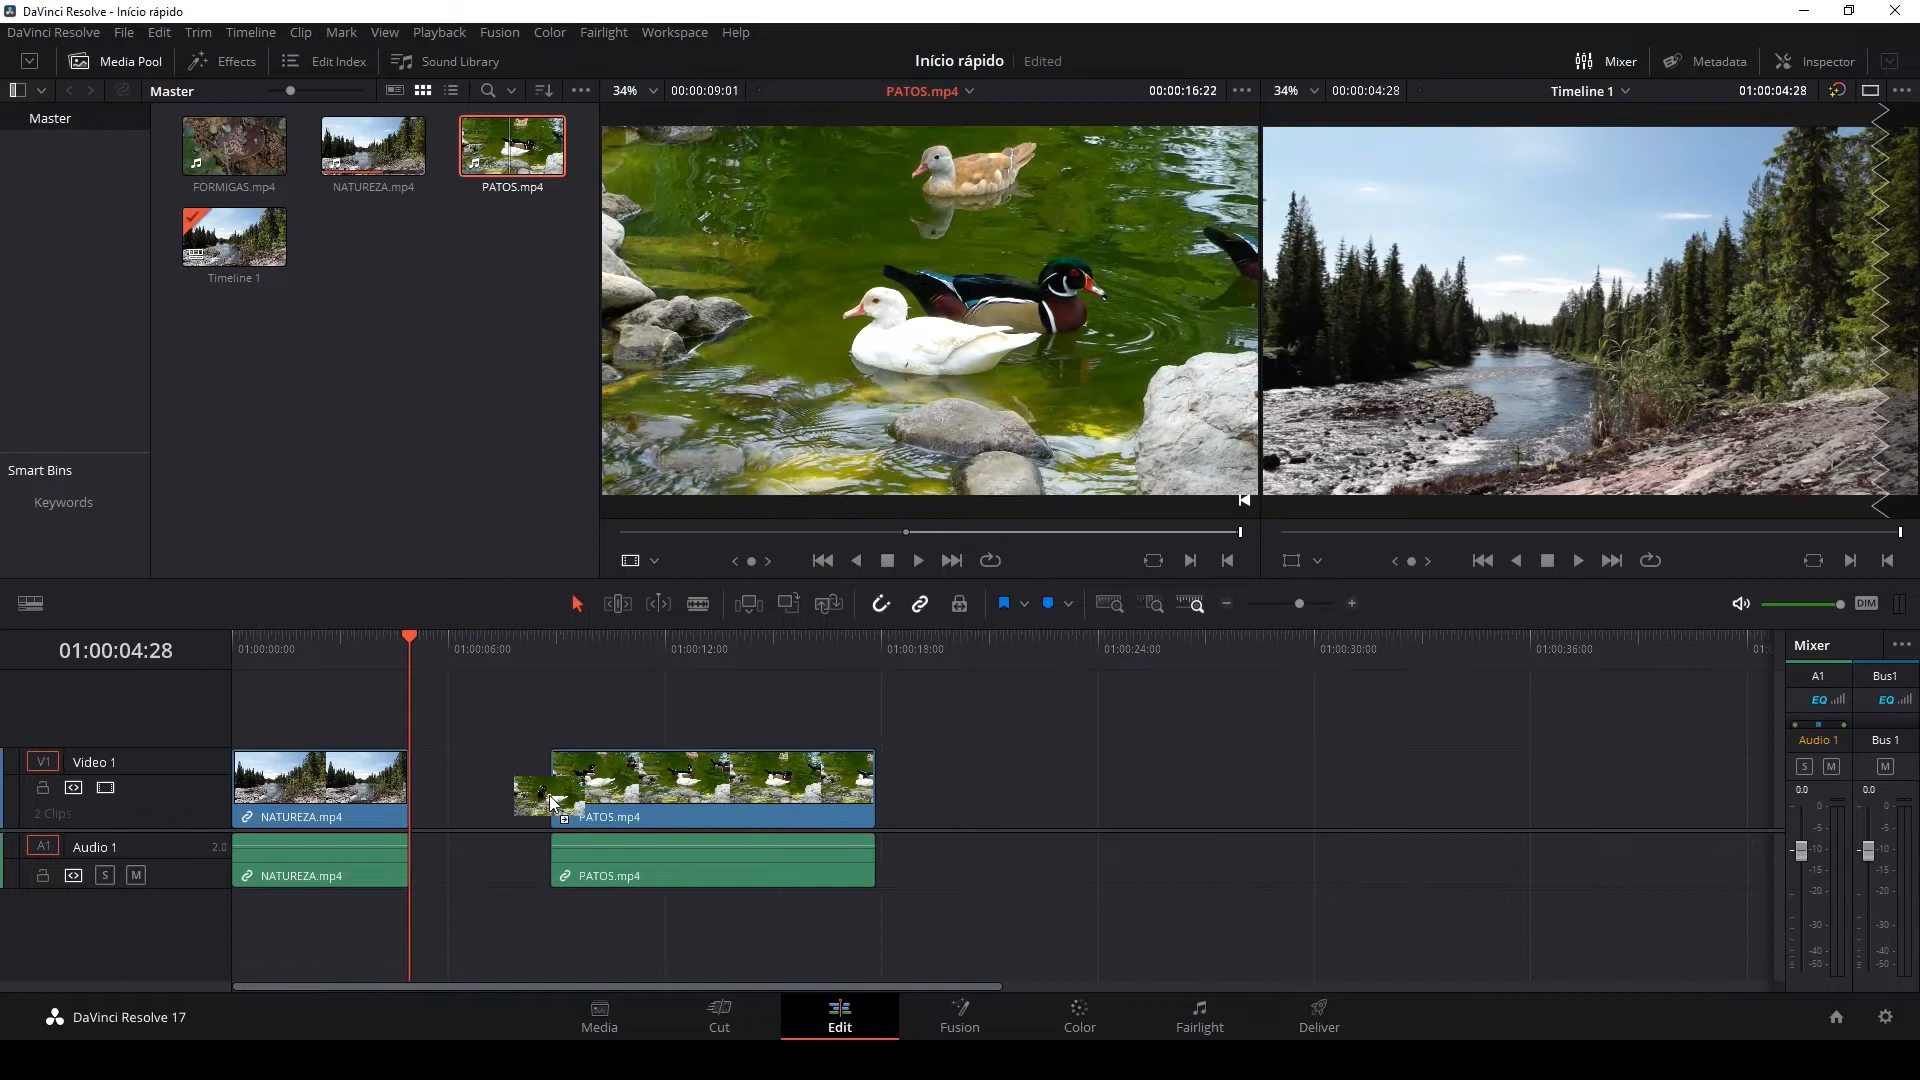 DaVinci Resolve - Início rápido
DaVinci Resolve File Edit Trim Timeline Clip Mark View Playback Fusion Color Fairlight Workspace Help
Media Pool Effects Edit Index Sound Library Início rápido Edited Mixer Metadata Inspector
Master 34% 00:00:09:01 PATOS.mp4 00:00:16:22 34% 00:00:04:28 Timeline 1 01:00:04:28
Master
FORMIGAS.mp4 NATUREZA.mp4 PATOS.mp4
Timeline 1
Smart Bins
Keywords
DIM
01:00:04:28 01:00:00:00 01:00:06:00 01:00:12:00 01:00:18:00 01:00:24:00 01:00:30:00 01:00:36:00 01:0
Mixer
A1 Bus1
EQ EQ
Audio 1 Bus 1
V1 Video 1
S M M
2 Clips
NATUREZA.mp4 PATOS.mp4
0.0 0.0
A1 Audio 1 2.0
S M
NATUREZA.mp4 PATOS.mp4
0 0
-5 -5
-10 -10
-15 -15
-20 -20
-30 -30
-40 -40
-50 -50
DaVinci Resolve 17
Media Cut Edit Fusion Color Fairlight Deliver